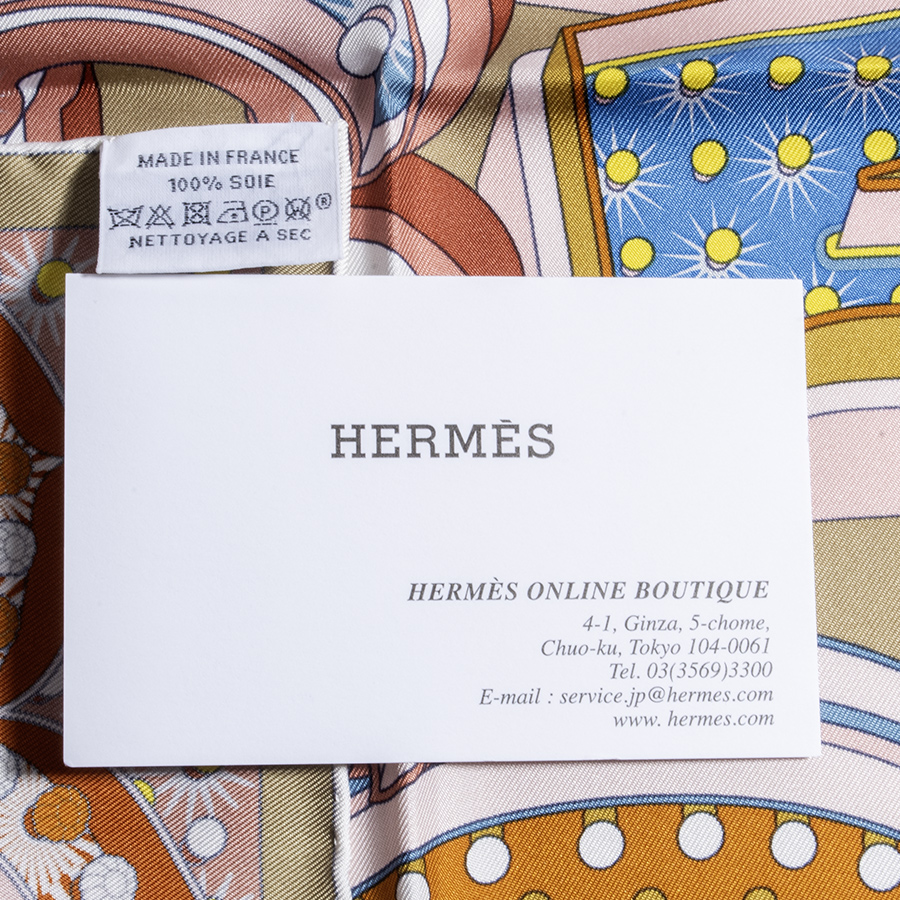 MADE IN FRANCE
100% SOIE
P ®
NETTOYAGE A SEC
HERMÈS
HERMÈS ONLINE BOUTIQUE
4-1, Ginza, 5-chome,
Chuo-ku, Tokyo 104-0061
Tel. 03(3569)3300
E-mail : service.jp@hermes.com
www. hermes.com